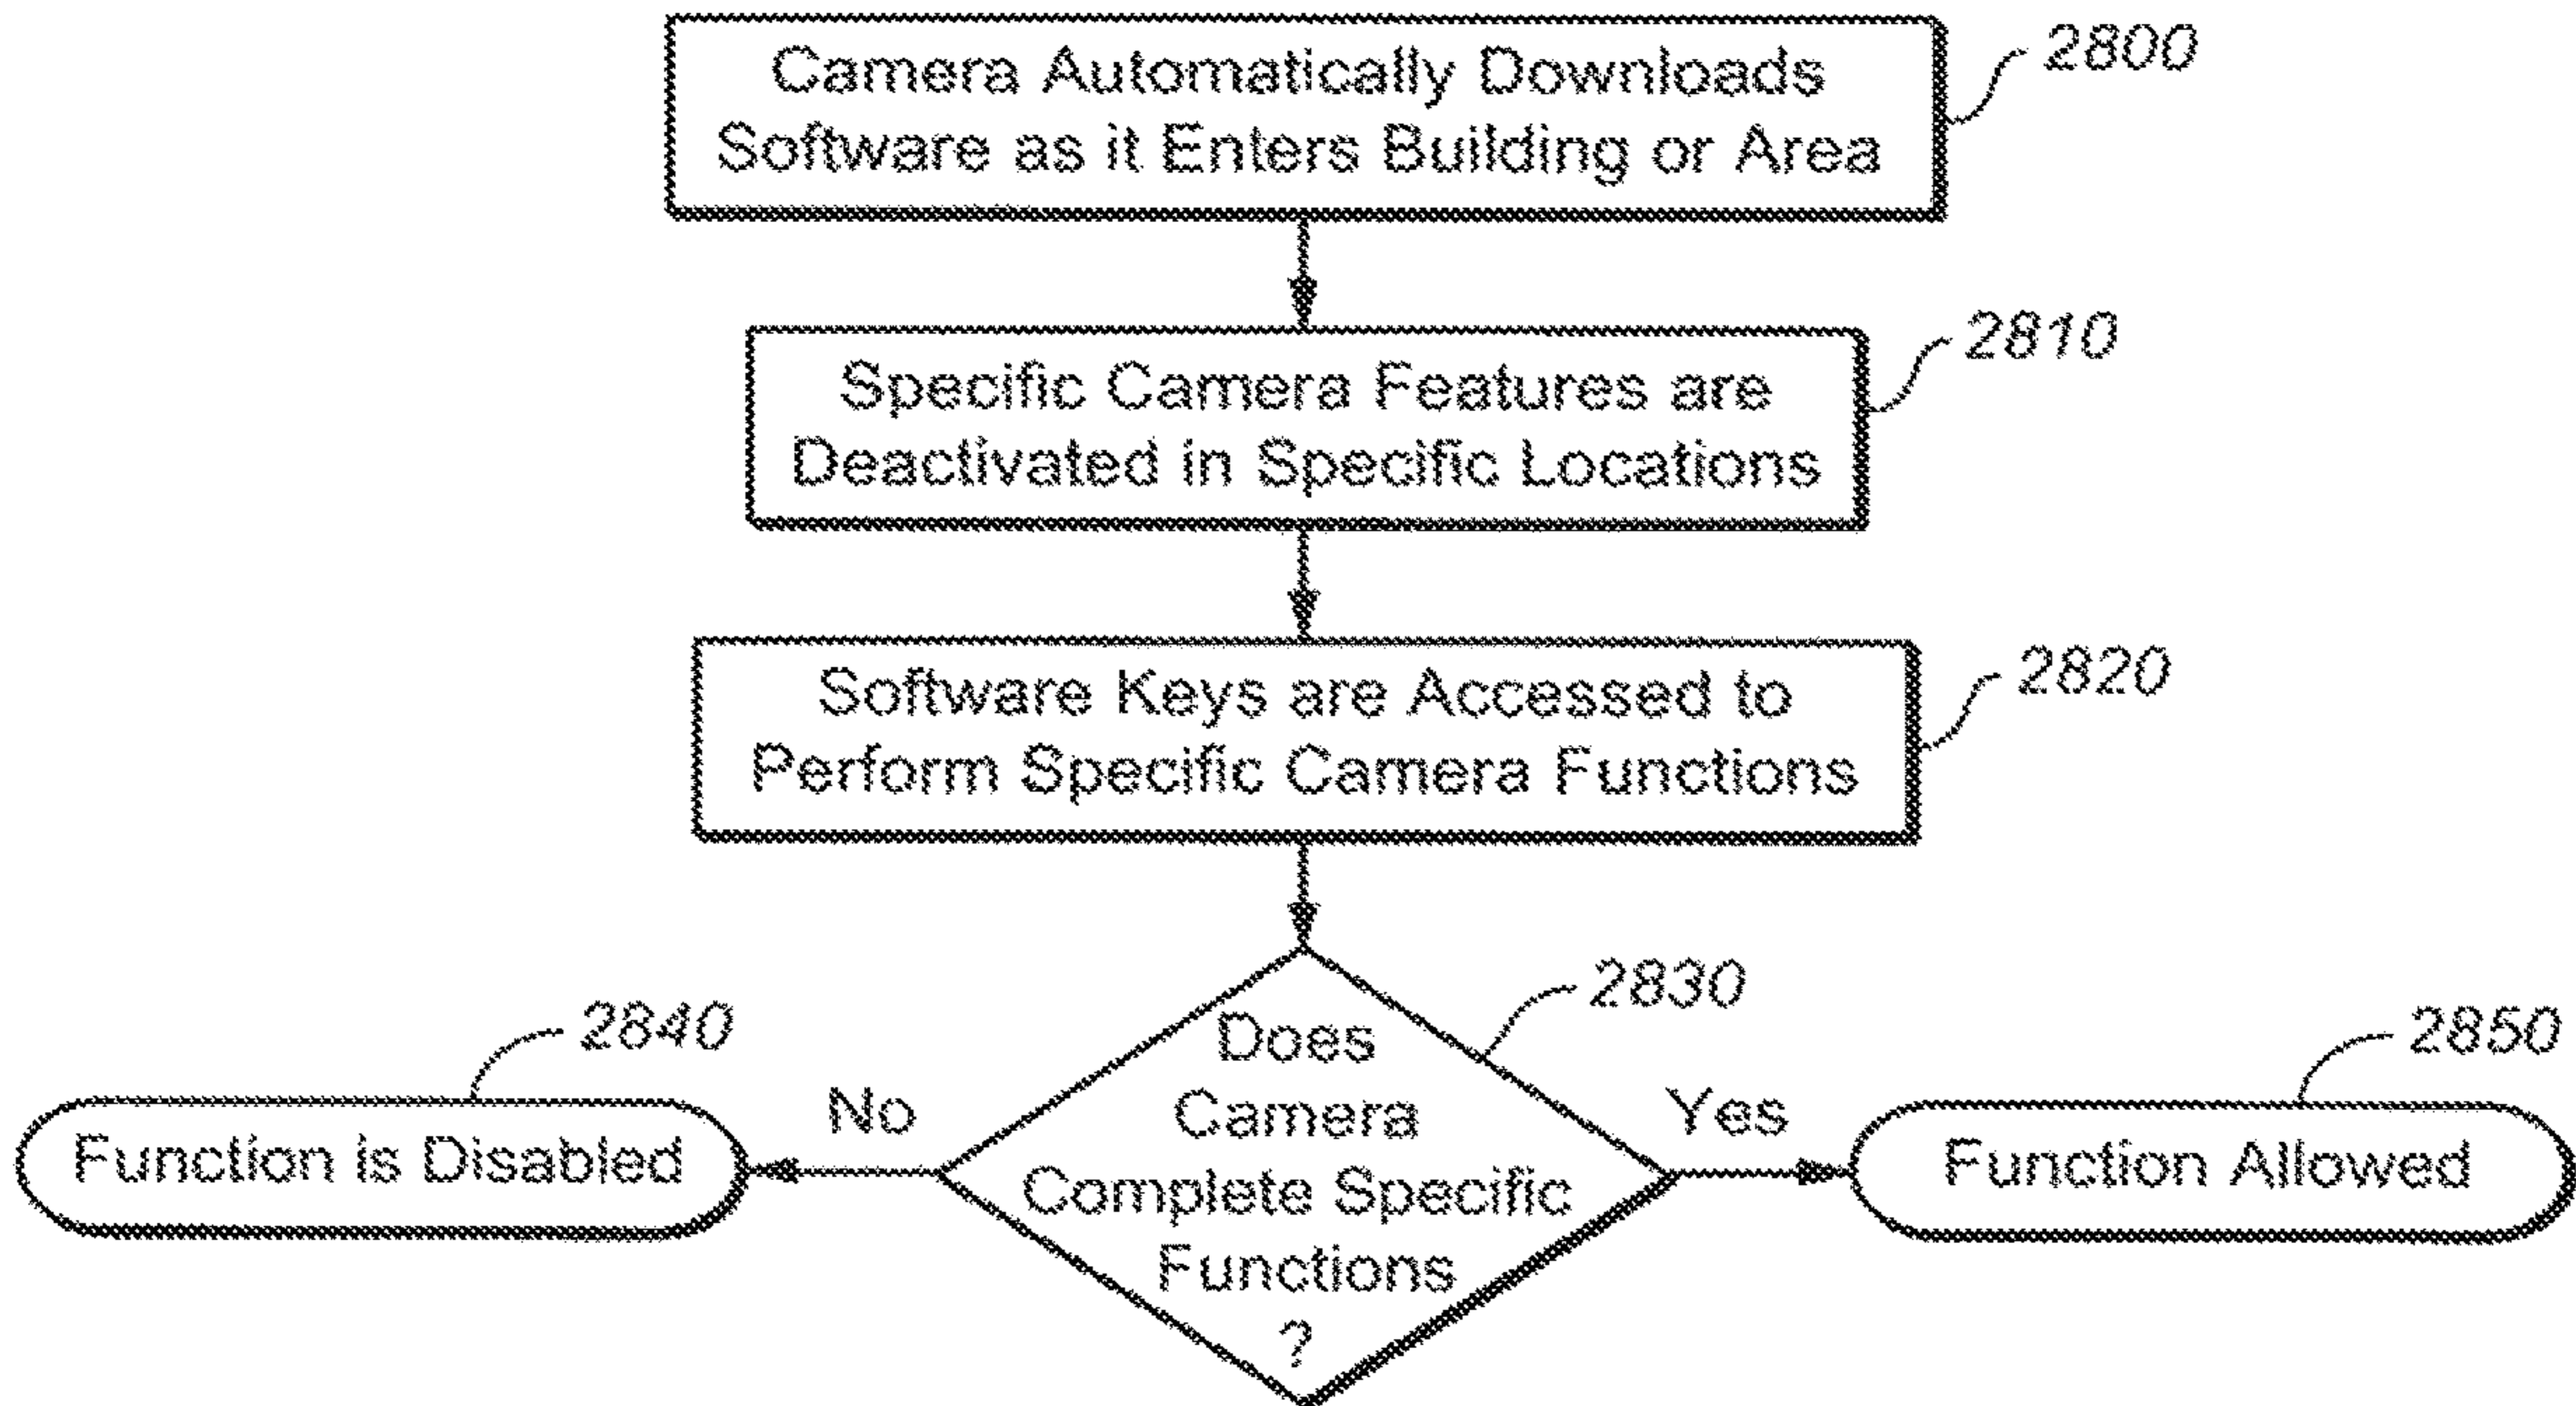 Camera Automatically Downloads
Software as it Enters Building or Area
2800
Specific Camera Features are
Deactivated in Specific Locations
2810
Software Keys are Accessed to
Perform Specific Camera Functions
2820
Does
Camera
Complete Specific
Functions
?
2830
No
2840
Function is Disabled
Yes
2850
Function Allowed